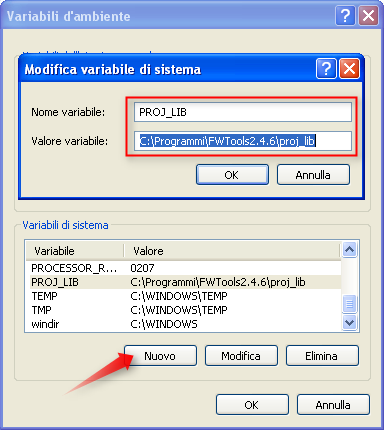 Variabili d'ambiente
Modifica variabile di sistema
Nome variabile: PROJ_LIB
Valore variabile: C:\Programmi\FWTools2.4.6\proj_lib
OK Annulla
Variabili di sistema
Variabile Valore
PROCESSOR_R... 0207
PROJ_LIB C:\Programmi\FWTools2.4.6\proj_lib
TEMP C:\WINDOWS\TEMP
TMP C:\WINDOWS\TEMP
windir C:\WINDOWS
Nuovo Modifica Elimina
OK Annulla